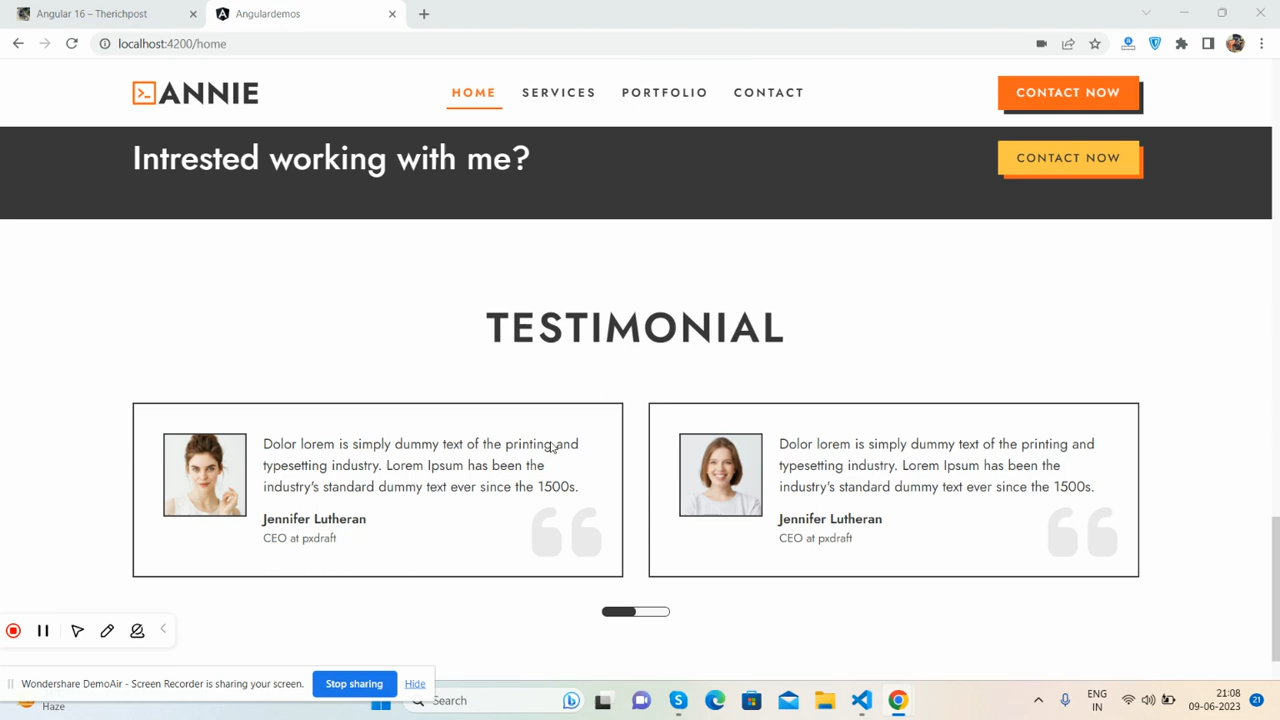 Angular 16 – Therichpost
Angulardemos
localhost:4200/home
ANNIE
HOME
SERVICES
PORTFOLIO
CONTACT
CONTACT NOW
Intrested working with me?
CONTACT NOW
TESTIMONIAL
Dolor lorem is simply dummy text of the printing and
typesetting industry. Lorem Ipsum has been the
industry's standard dummy text ever since the 1500s.
Jennifer Lutheran
CEO at pxdraft
Dolor lorem is simply dummy text of the printing and
typesetting industry. Lorem Ipsum has been the
industry's standard dummy text ever since the 1500s.
Jennifer Lutheran
CEO at pxdraft
Wondershare DemoAir - Screen Recorder is sharing your screen.
Stop sharing
Hide
Haze
Search
ENG
IN
21:08
09-06-2023
21